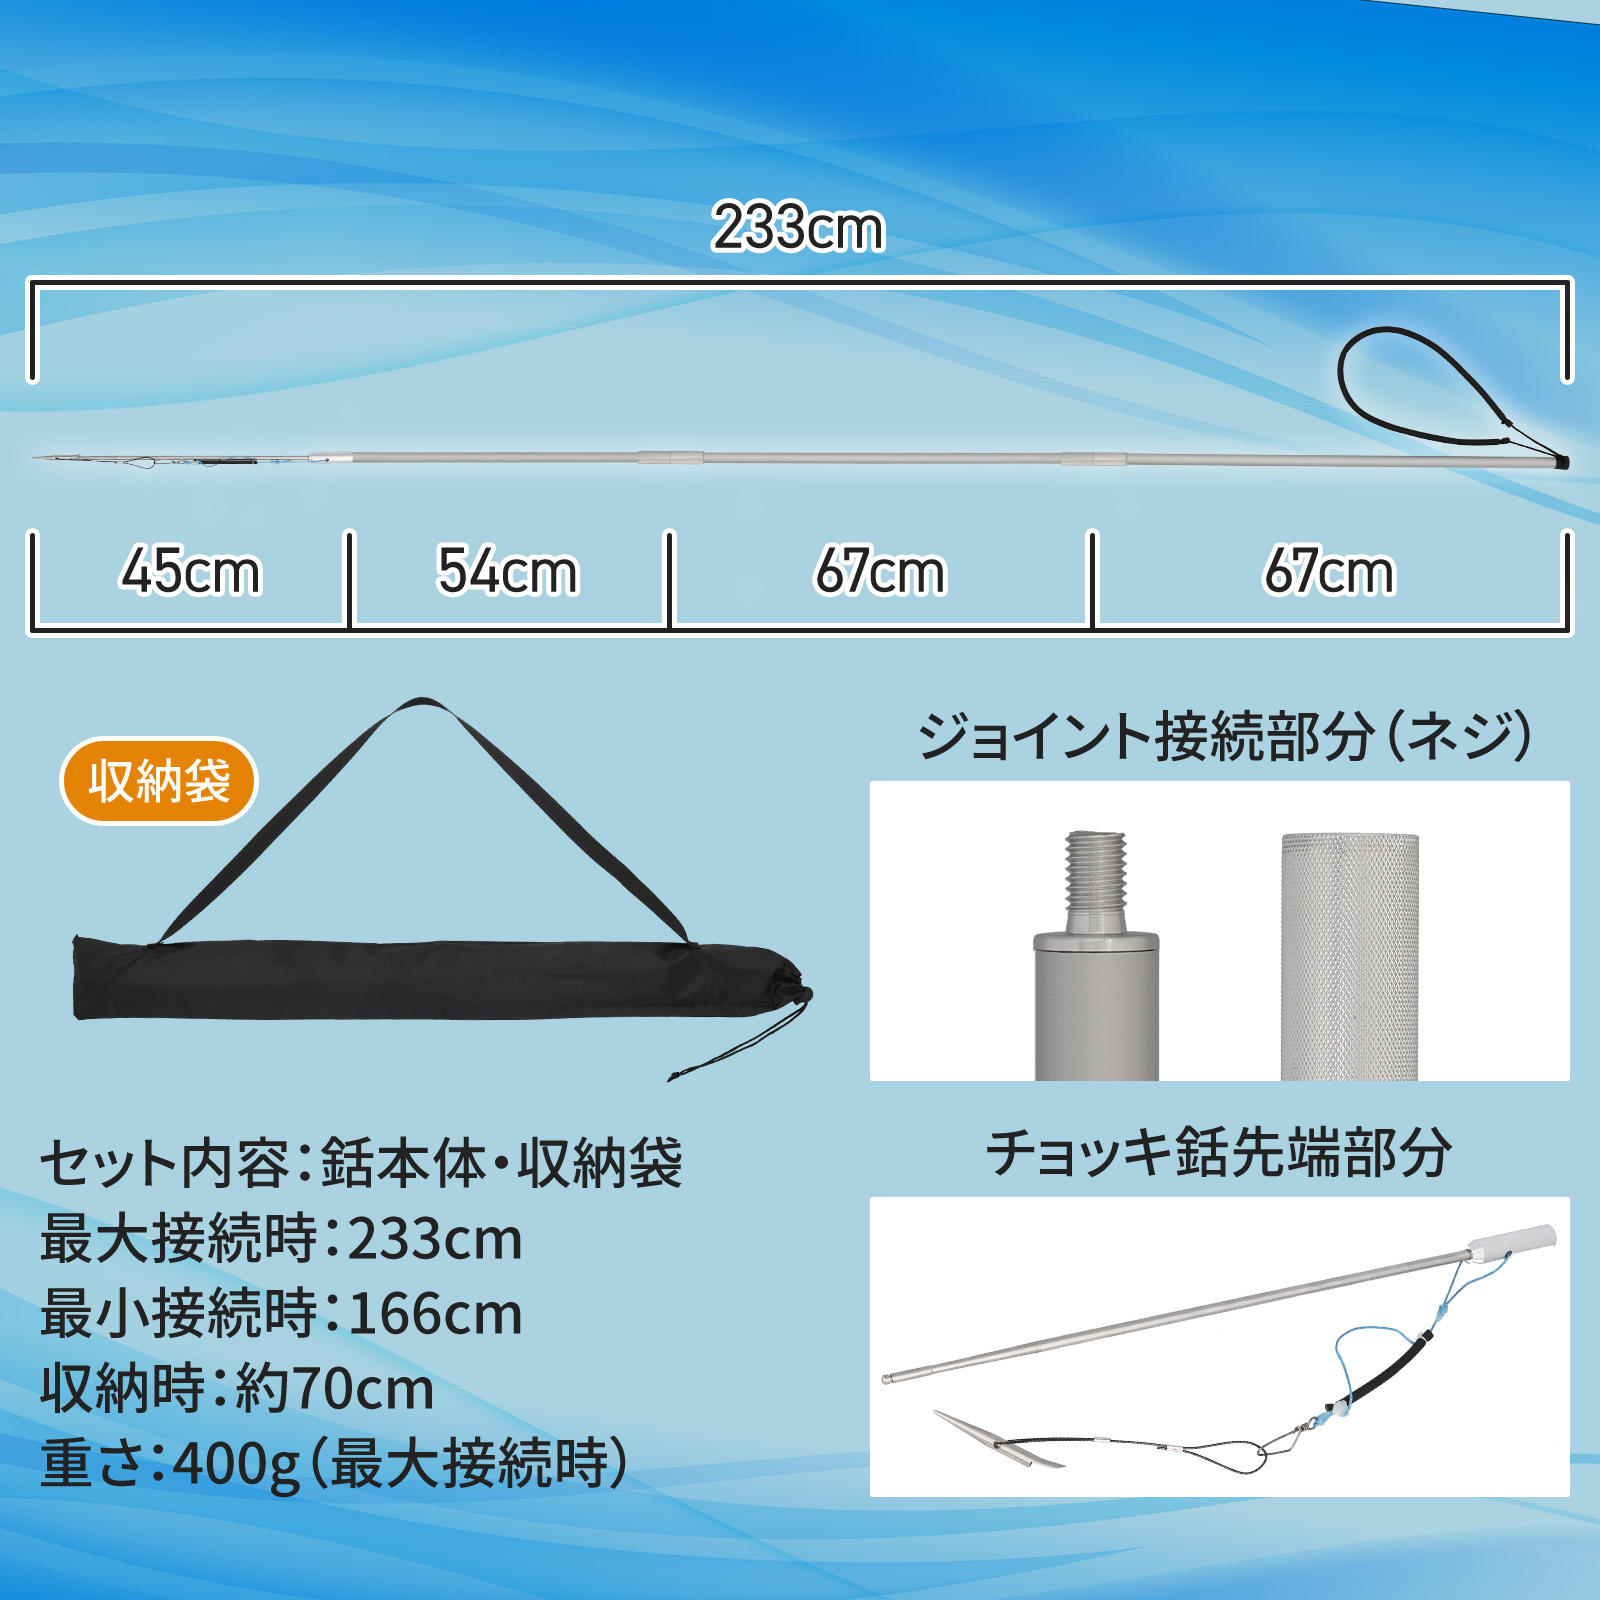 233cm
45cm
54cm
67cm
67cm
収納袋
ジョイント接続部分（ネジ）
チョッキ銛先端部分
セット内容：銛本体・収納袋
最大接続時：233cm
最小接続時：166cm
収納時：約70cm
重さ：400g（最大接続時）